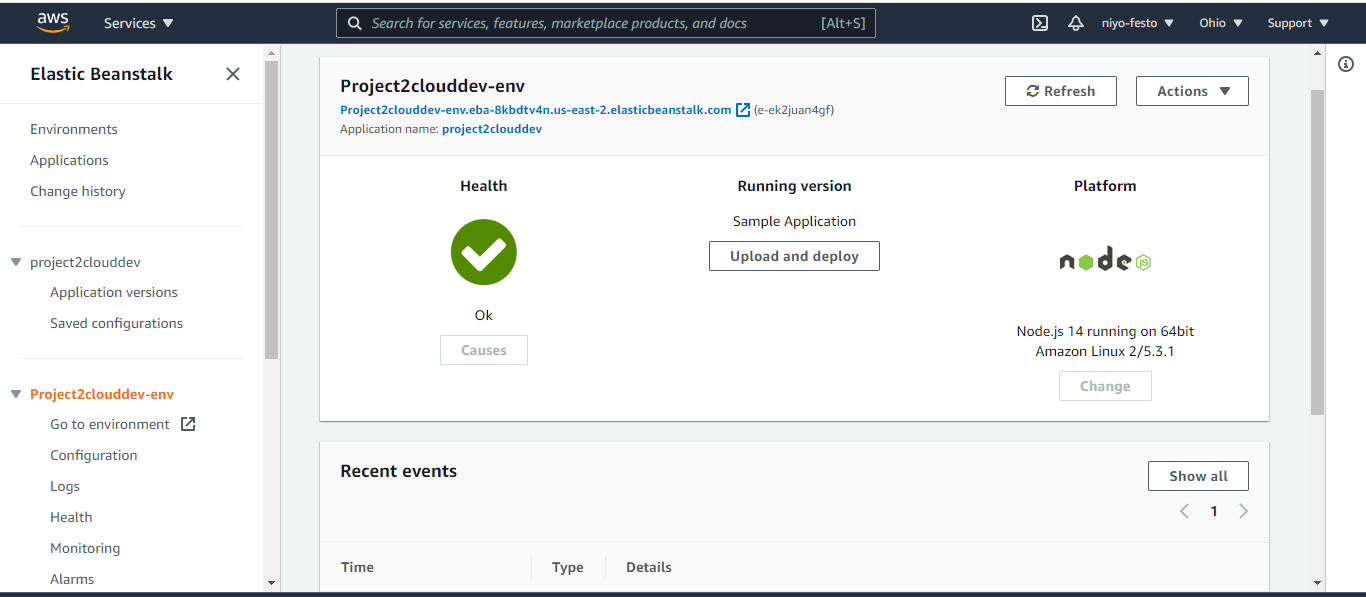 aws Services Search for services, features, marketplace products, and docs [Alt+S] niyo-festo Ohio Support
Elastic Beanstalk
Environments
Applications
Change history
project2clouddev
Application versions
Saved configurations
Project2clouddev-env
Go to environment
Configuration
Logs
Health
Monitoring
Alarms
Project2clouddev-env
Project2clouddev-env.eba-8kbdtv4n.us-east-2.elasticbeanstalk.com (e-ek2juan4gf)
Application name: project2clouddev
Refresh
Actions
Health
Ok
Causes
Running version
Sample Application
Upload and deploy
Platform
node JS
Node.js 14 running on 64bit
Amazon Linux 2/5.3.1
Change
Recent events
Show all
1
Time Type Details